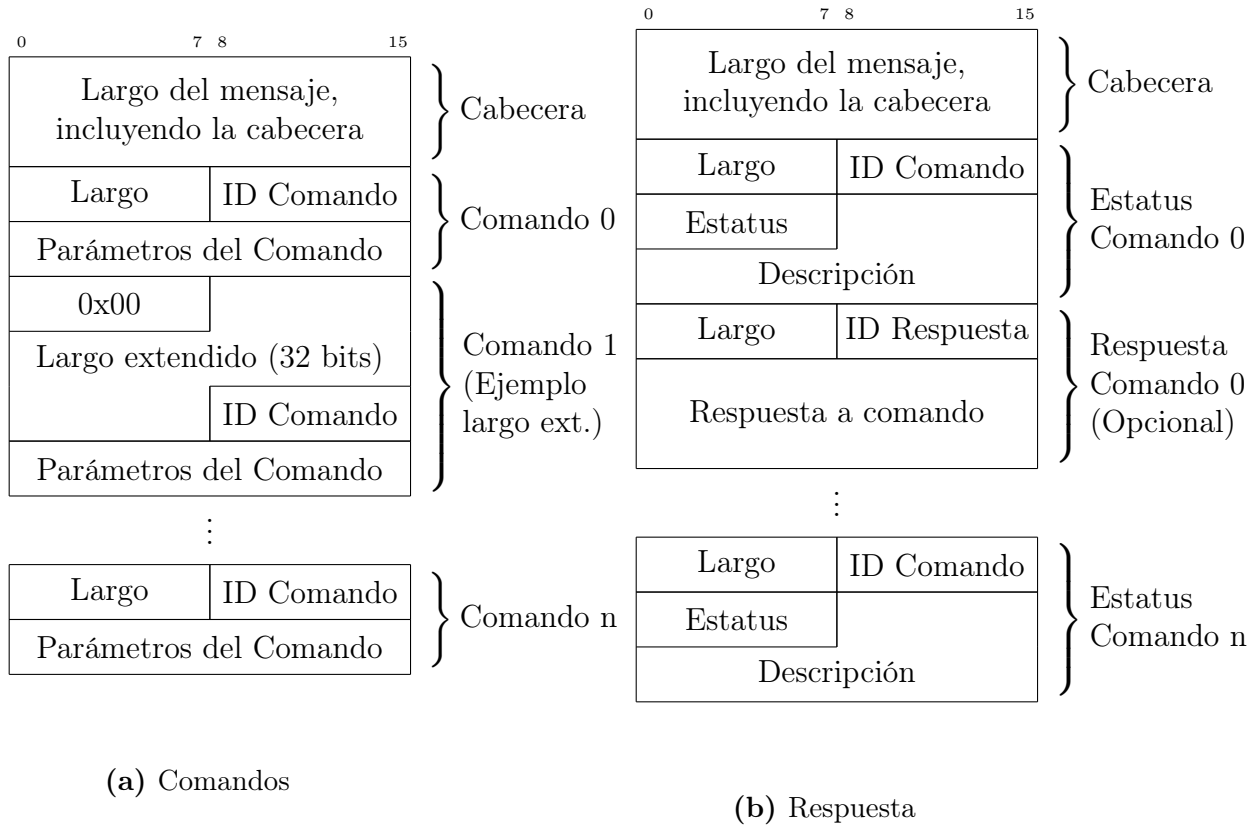 0 7 8 15
Largo del mensaje,
incluyendo la cabecera
Cabecera
Largo ID Comando
Parámetros del Comando
Comando 0
0x00
Largo extendido (32 bits)
ID Comando
Parámetros del Comando
Comando 1
(Ejemplo
largo ext.)
⋮
Largo ID Comando
Parámetros del Comando
Comando n
(a) Comandos
0 7 8 15
Largo del mensaje,
incluyendo la cabecera
Cabecera
Largo ID Comando
Estatus
Descripción
Estatus
Comando 0
Largo ID Respuesta
Respuesta a comando
Respuesta
Comando 0
(Opcional)
⋮
Largo ID Comando
Estatus
Descripción
Estatus
Comando n
(b) Respuesta